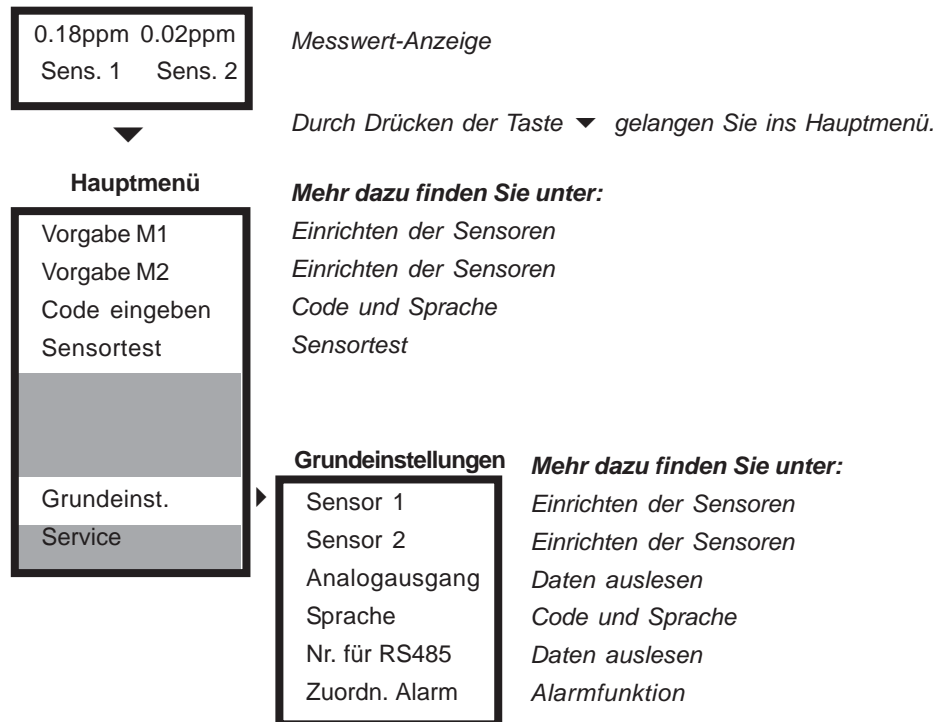 0.18ppm 0.02ppm
Sens. 1 Sens. 2
Messwert-Anzeige
Durch Drücken der Taste ▼ gelangen Sie ins Hauptmenü.
Hauptmenü
Mehr dazu finden Sie unter:
Vorgabe M1
Einrichten der Sensoren
Vorgabe M2
Einrichten der Sensoren
Code eingeben
Code und Sprache
Sensortest
Sensortest
Grundeinst.
Service
Grundeinstellungen
Mehr dazu finden Sie unter:
Sensor 1
Einrichten der Sensoren
Sensor 2
Einrichten der Sensoren
Analogausgang
Daten auslesen
Sprache
Code und Sprache
Nr. für RS485
Daten auslesen
Zuordn. Alarm
Alarmfunktion